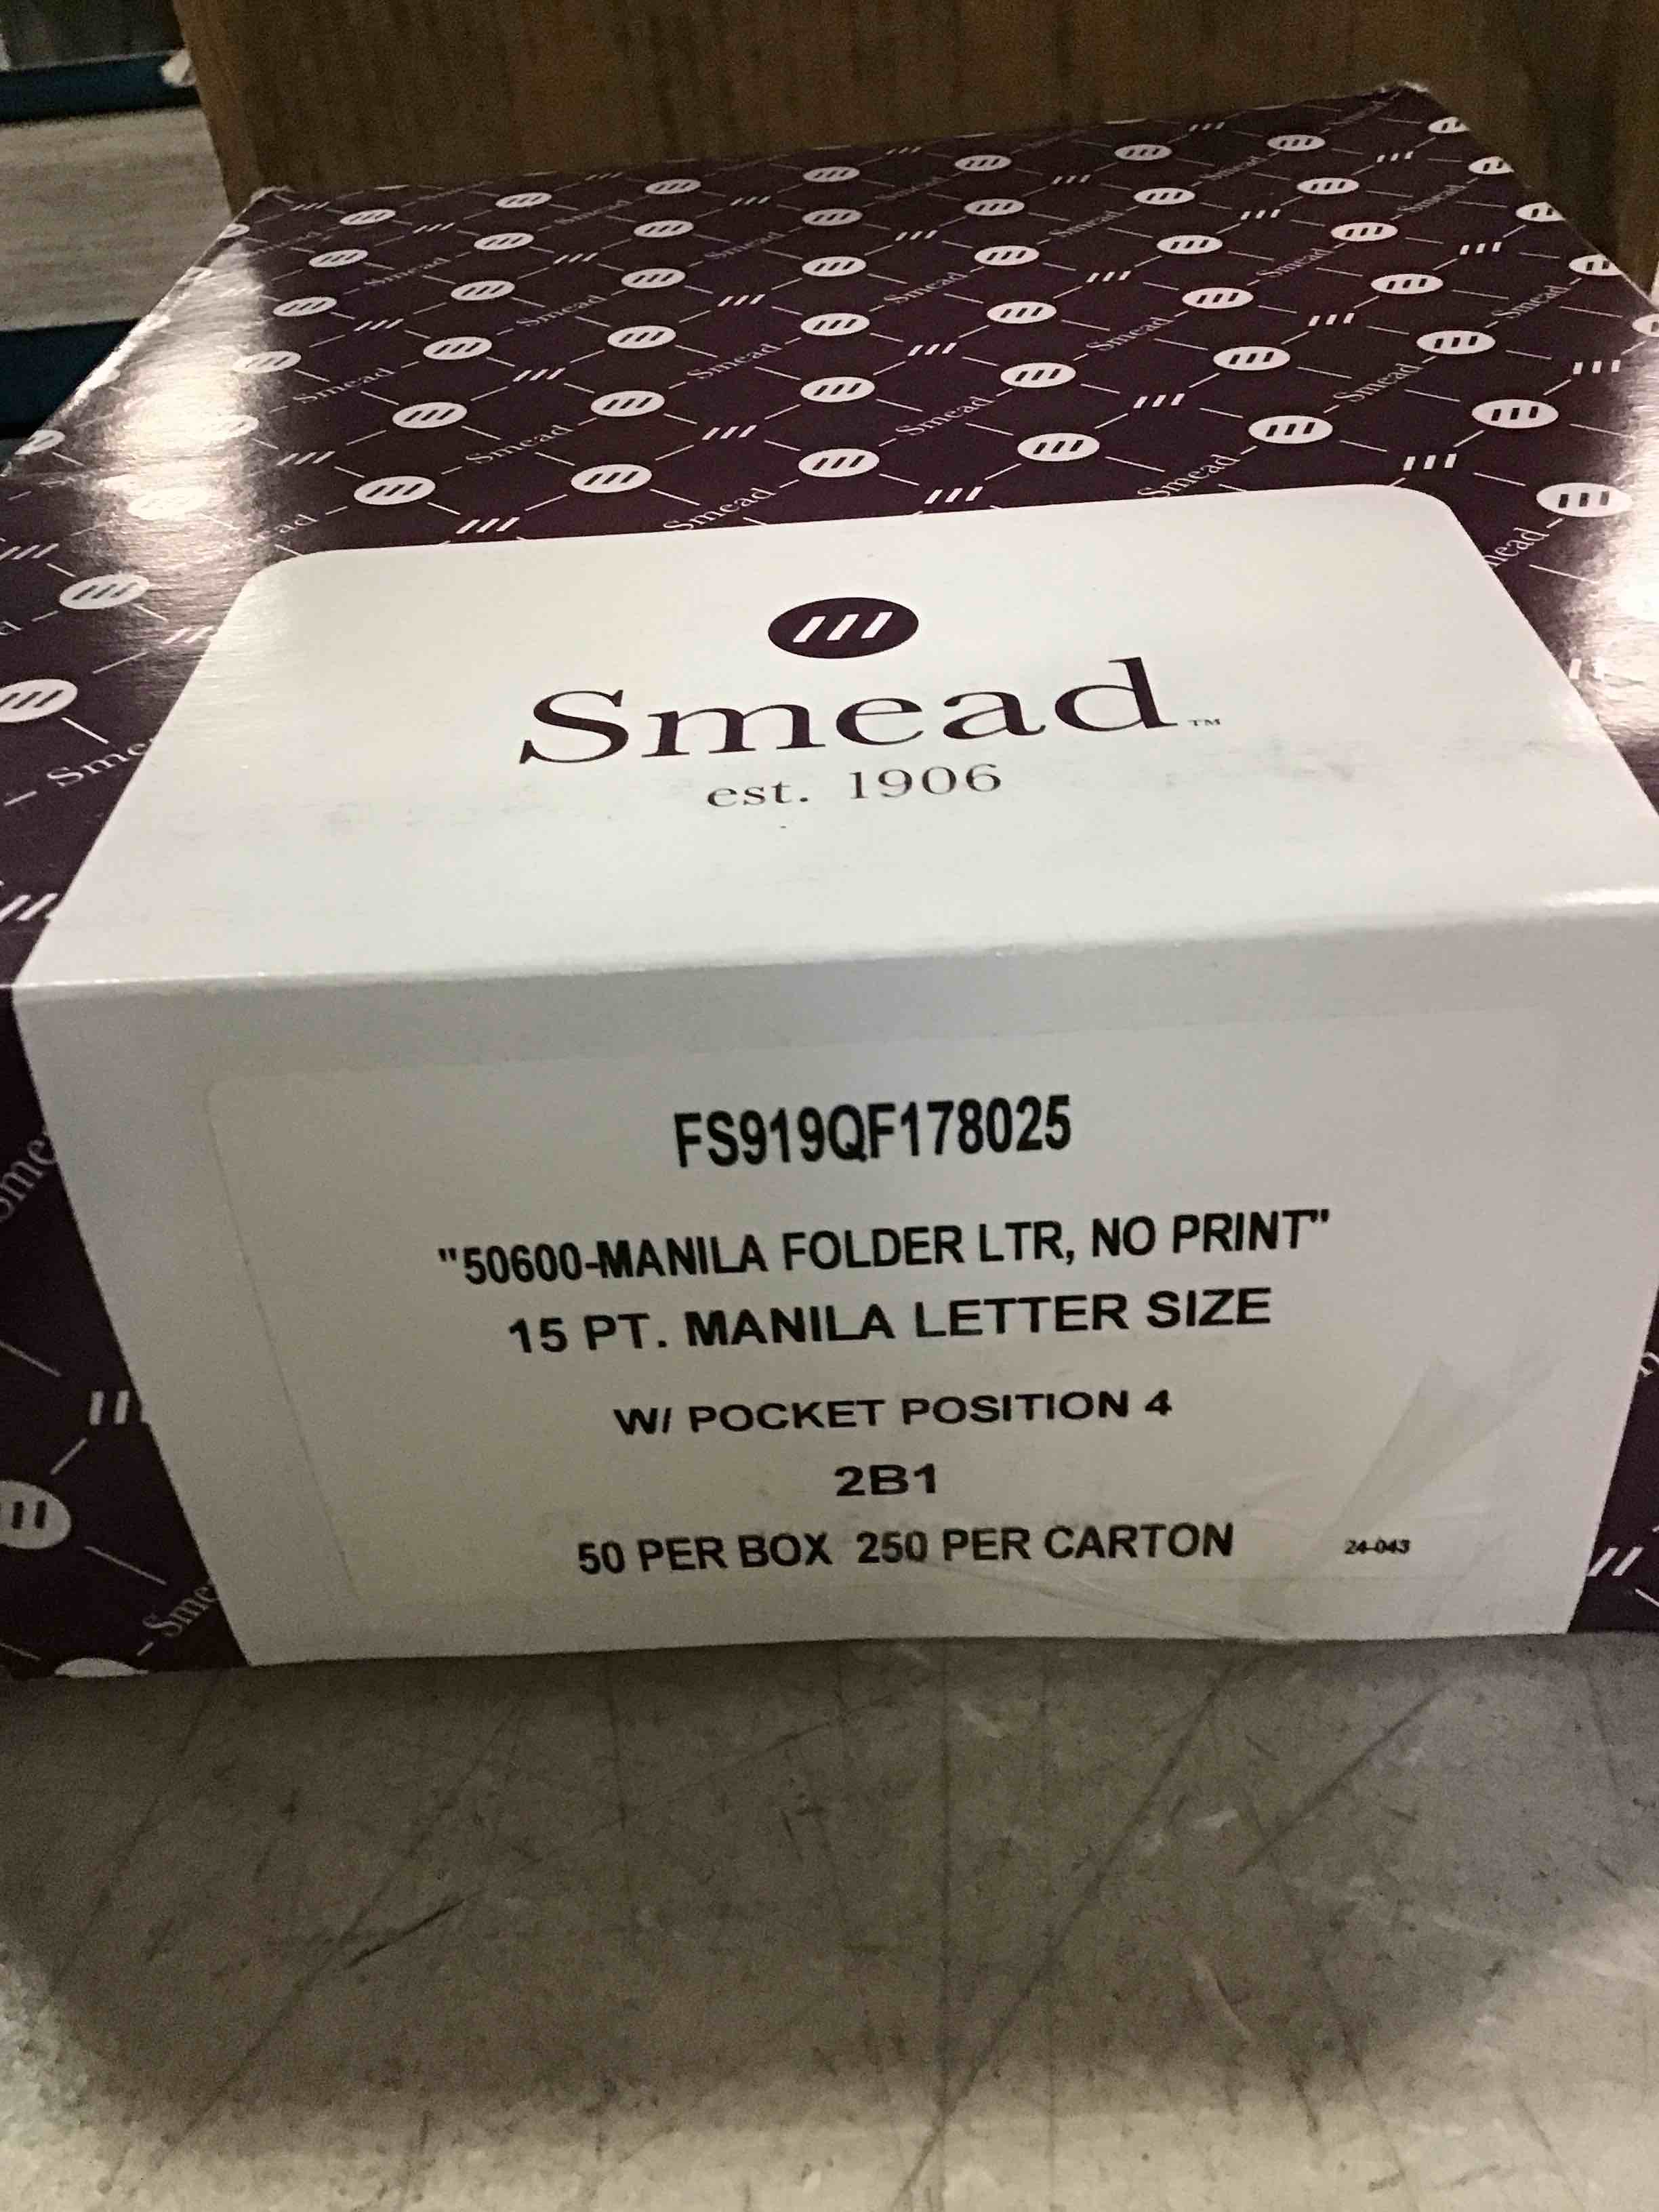 Smead™
est. 1906
FS919QF178025
"50600-MANILA FOLDER LTR, NO PRINT"
15 PT. MANILA LETTER SIZE
W/ POCKET POSITION 4
2B1
50 PER BOX 250 PER CARTON
24-043